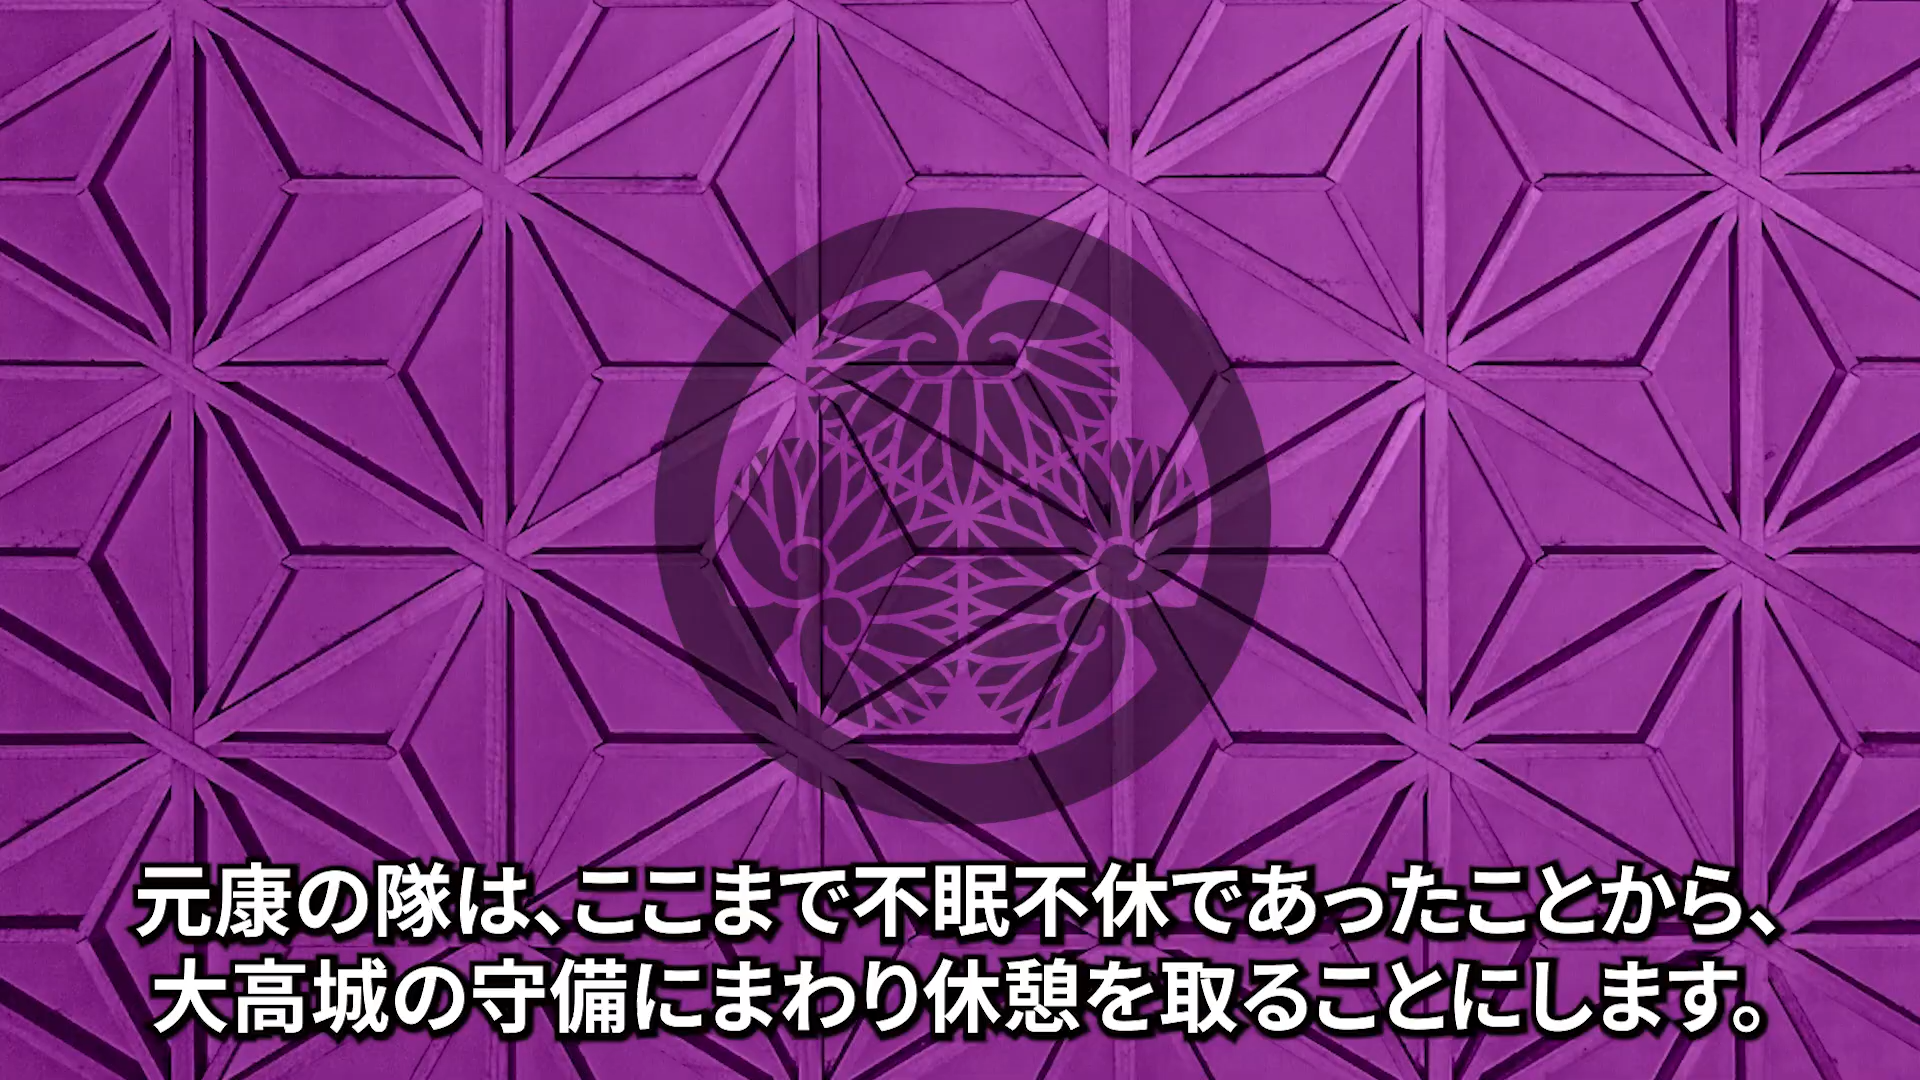 元康の隊は、ここまで不眠不休であったことから、
大高城の守備にまわり休憩を取ることにします。